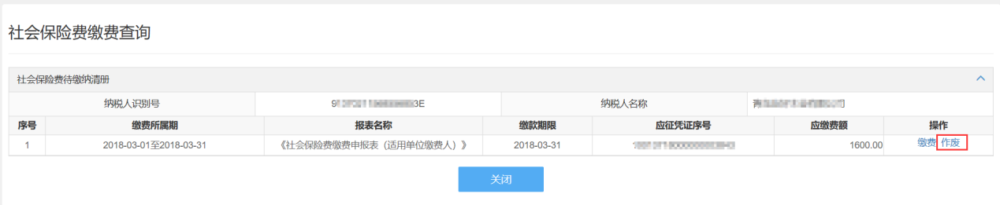 社会保险费缴费查询
社会保险费待缴纳清册
纳税人识别号 3E 纳税人名称 司
序号 缴费所属期 报表名称 缴款期限 应征凭证序号 应缴费额 操作
1 2018-03-01至2018-03-31 《社会保险费缴费申报表（适用单位缴费人）》 2018-03-31 1600.00 缴费 作废
关闭